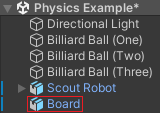 Physics Example*
Directional Light
Billiard Ball (One)
Billiard Ball (Two)
Billiard Ball (Three)
Scout Robot
Board